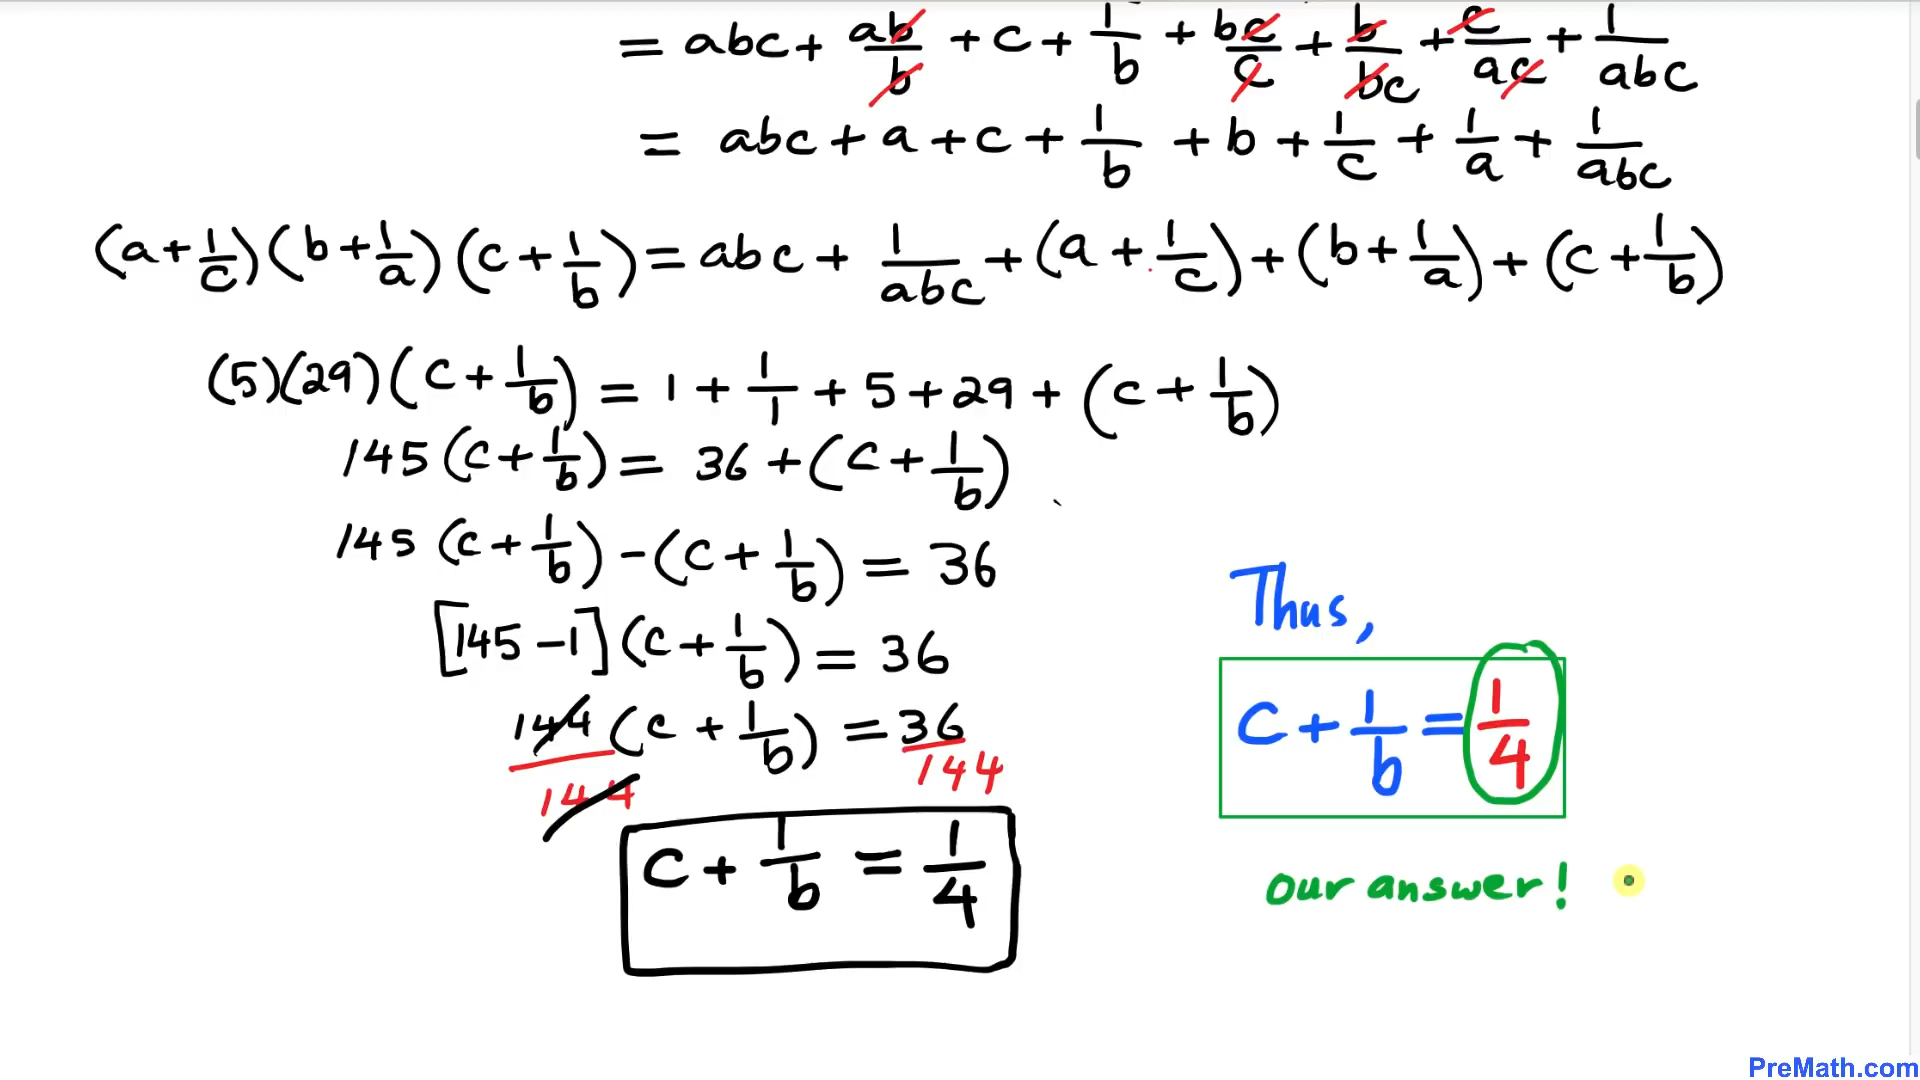 = abc + ab/b + c + 1/b + bc/c + b/bc + c/ac + 1/abc
= abc + a + c + 1/b + b + 1/c + 1/a + 1/abc
(a + 1/c)(b + 1/a)(c + 1/b) = abc + 1/abc + (a + 1/c) + (b + 1/a) + (c + 1/b)
(5)(29)(c + 1/b) = 1 + 1/1 + 5 + 29 + (c + 1/b)
145(c + 1/b) = 36 + (c + 1/b)
145(c + 1/b) - (c + 1/b) = 36
[145 - 1](c + 1/b) = 36
144/144 (c + 1/b) = 36/144
c + 1/b = 1/4
Thus,
c + 1/b = 1/4
our answer!
PreMath.com